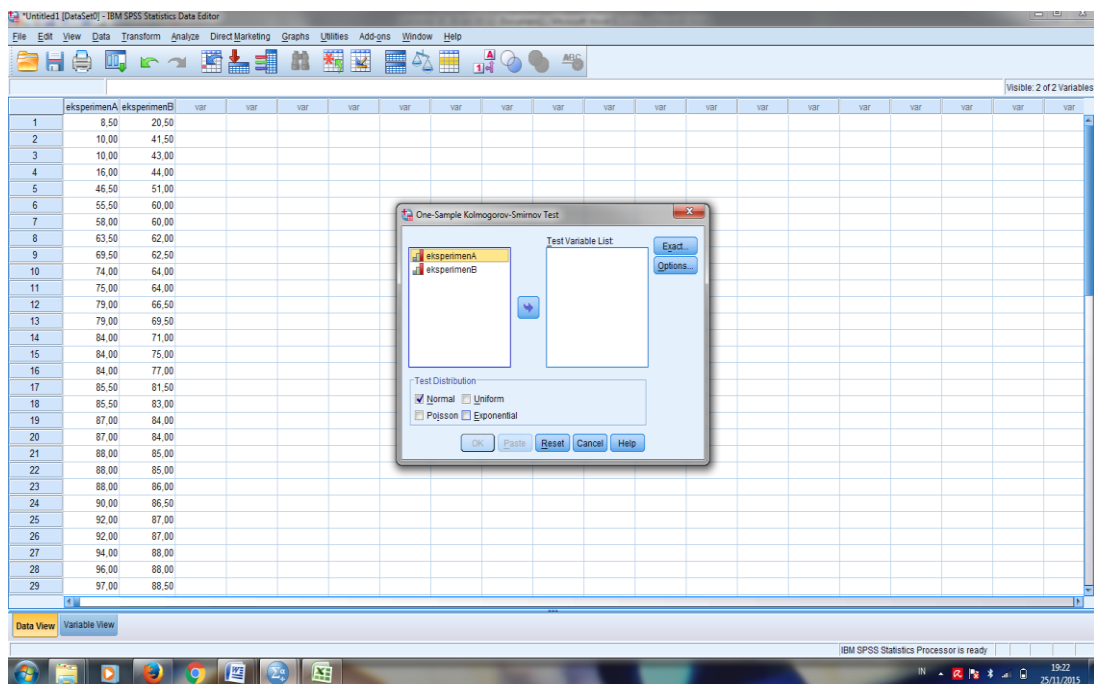 *Untitled1 [DataSet0] - IBM SPSS Statistics Data Editor
File Edit View Data Transform Analyze Direct Marketing Graphs Utilities Add-ons Window Help
Visible: 2 of 2 Variables
eksperimenA eksperimenB var var var var var var var var var var var var var var var var var
1 8,50 20,50
2 10,00 41,50
3 10,00 43,00
4 16,00 44,00
5 46,50 51,00
6 55,50 60,00
7 58,00 60,00
8 63,50 62,00
9 69,50 62,50
10 74,00 64,00
11 75,00 64,00
12 79,00 66,50
13 79,00 69,50
14 84,00 71,00
15 84,00 75,00
16 84,00 77,00
17 85,50 81,50
18 85,50 83,00
19 87,00 84,00
20 87,00 84,00
21 88,00 85,00
22 88,00 85,00
23 88,00 86,00
24 90,00 86,50
25 92,00 87,00
26 92,00 87,00
27 94,00 88,00
28 96,00 88,00
29 97,00 88,50
One-Sample Kolmogorov-Smirnov Test
Test Variable List:
eksperimenA
eksperimenB
Exact...
Options...
Test Distribution
Normal Uniform
Poisson Exponential
OK Paste Reset Cancel Help
Data View Variable View
IBM SPSS Statistics Processor is ready
IN 19:22
25/11/2015